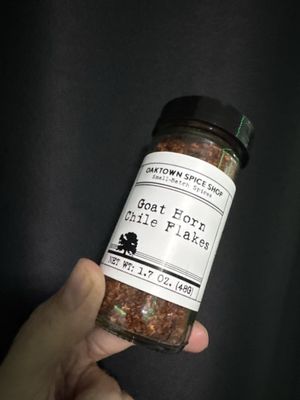 OAKTOWN SPICE SHOP
Small-Batch Spices
Goat Horn
Chile Flakes
NET WT: 1.7 OZ. (48G)